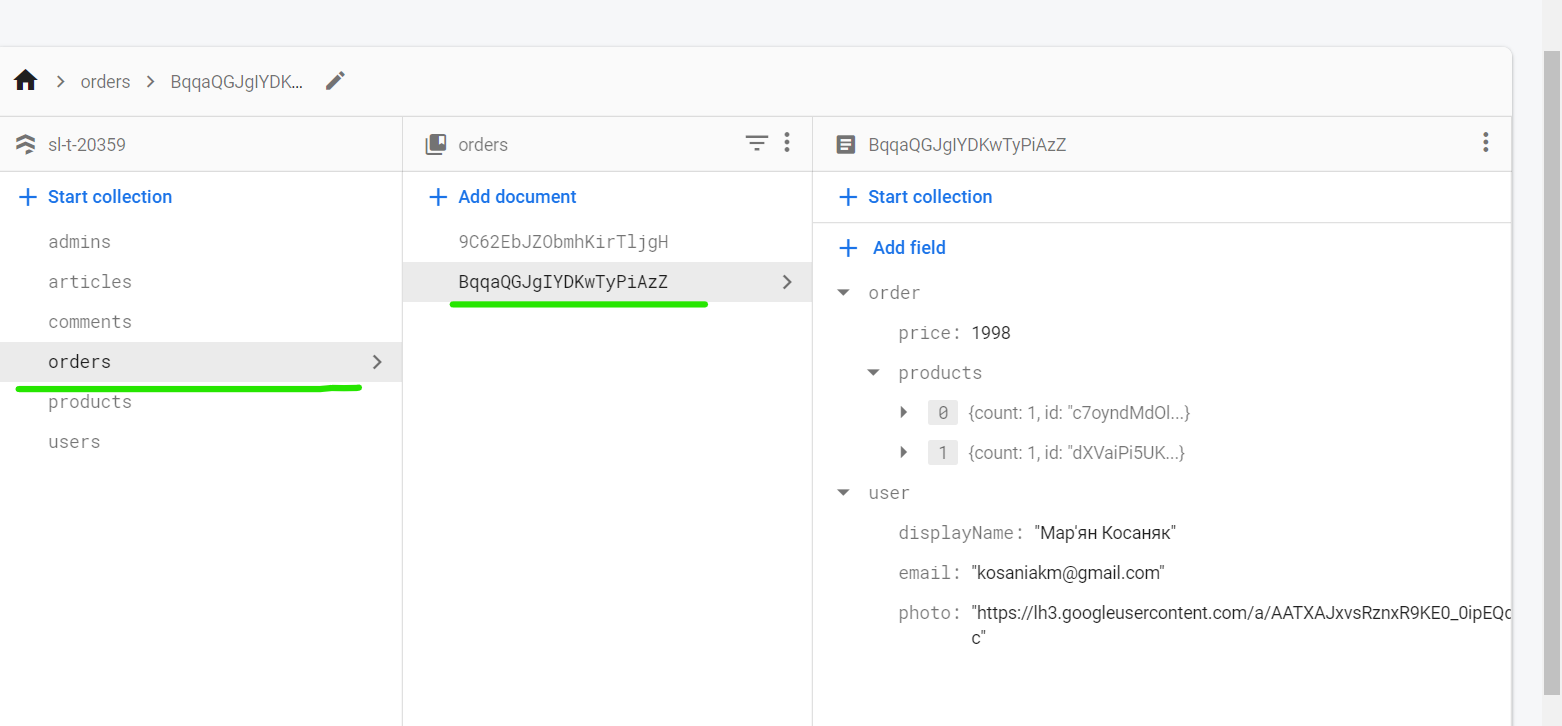 orders
BqqaQGJgIYDK...
sl-t-20359
Start collection
admins
articles
comments
orders
products
users
orders
Add document
9C62EbJZObmhKirTljgH
BqqaQGJgIYDKwTyPiAzZ
BqqaQGJgIYDKwTyPiAzZ
Start collection
Add field
order
price: 1998
products
0 {count: 1, id: "c7oyndMdOl...}
1 {count: 1, id: "dXVaiPi5UK...}
user
displayName: "Мар'ян Косаняк"
email: "kosaniakm@gmail.com"
photo: "https://lh3.googleusercontent.com/a/AATXAJxvsRznxR9KE0_0ipEQc
c"